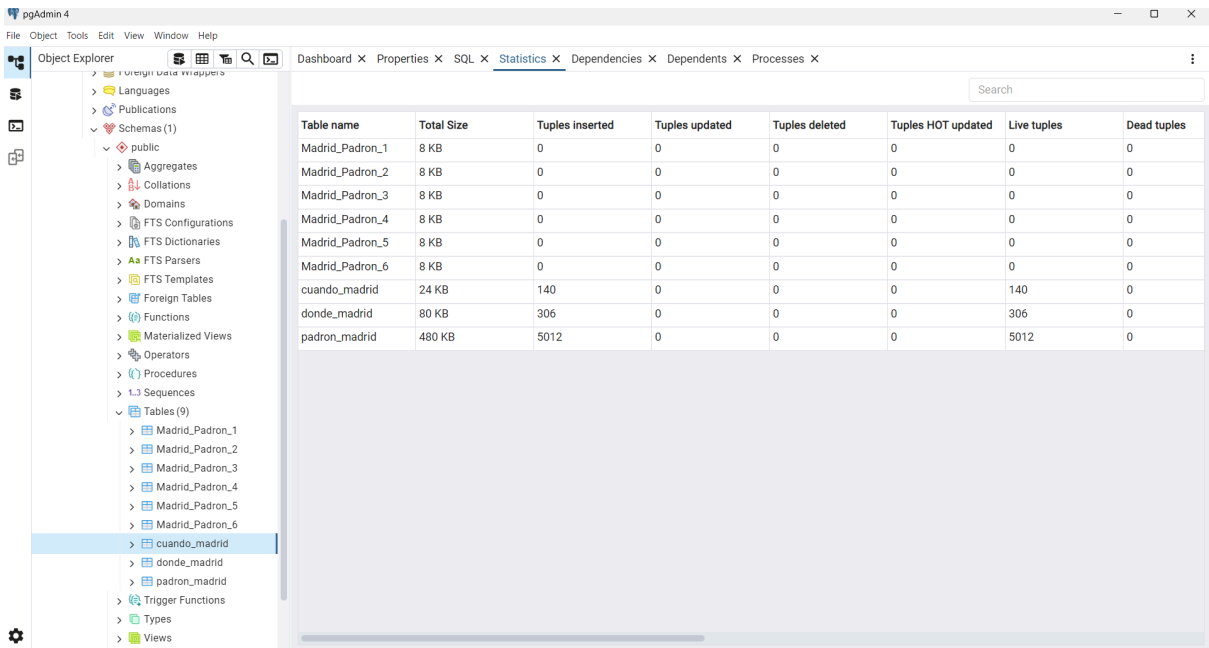 pgAdmin 4
File Object Tools Edit View Window Help
Object Explorer
Foreign Data Wrappers
Languages
Publications
Schemas (1)
public
Aggregates
Collations
Domains
FTS Configurations
FTS Dictionaries
Aa FTS Parsers
FTS Templates
Foreign Tables
Functions
Materialized Views
Operators
Procedures
1..3 Sequences
Tables (9)
Madrid_Padron_1
Madrid_Padron_2
Madrid_Padron_3
Madrid_Padron_4
Madrid_Padron_5
Madrid_Padron_6
cuando_madrid
donde_madrid
padron_madrid
Trigger Functions
Types
Views
Dashboard Properties SQL Statistics Dependencies Dependents Processes
Search
Table name Total Size Tuples inserted Tuples updated Tuples deleted Tuples HOT updated Live tuples Dead tuples
Madrid_Padron_1 8 KB 0 0 0 0 0 0
Madrid_Padron_2 8 KB 0 0 0 0 0 0
Madrid_Padron_3 8 KB 0 0 0 0 0 0
Madrid_Padron_4 8 KB 0 0 0 0 0 0
Madrid_Padron_5 8 KB 0 0 0 0 0 0
Madrid_Padron_6 8 KB 0 0 0 0 0 0
cuando_madrid 24 KB 140 0 0 0 140 0
donde_madrid 80 KB 306 0 0 0 306 0
padron_madrid 480 KB 5012 0 0 0 5012 0